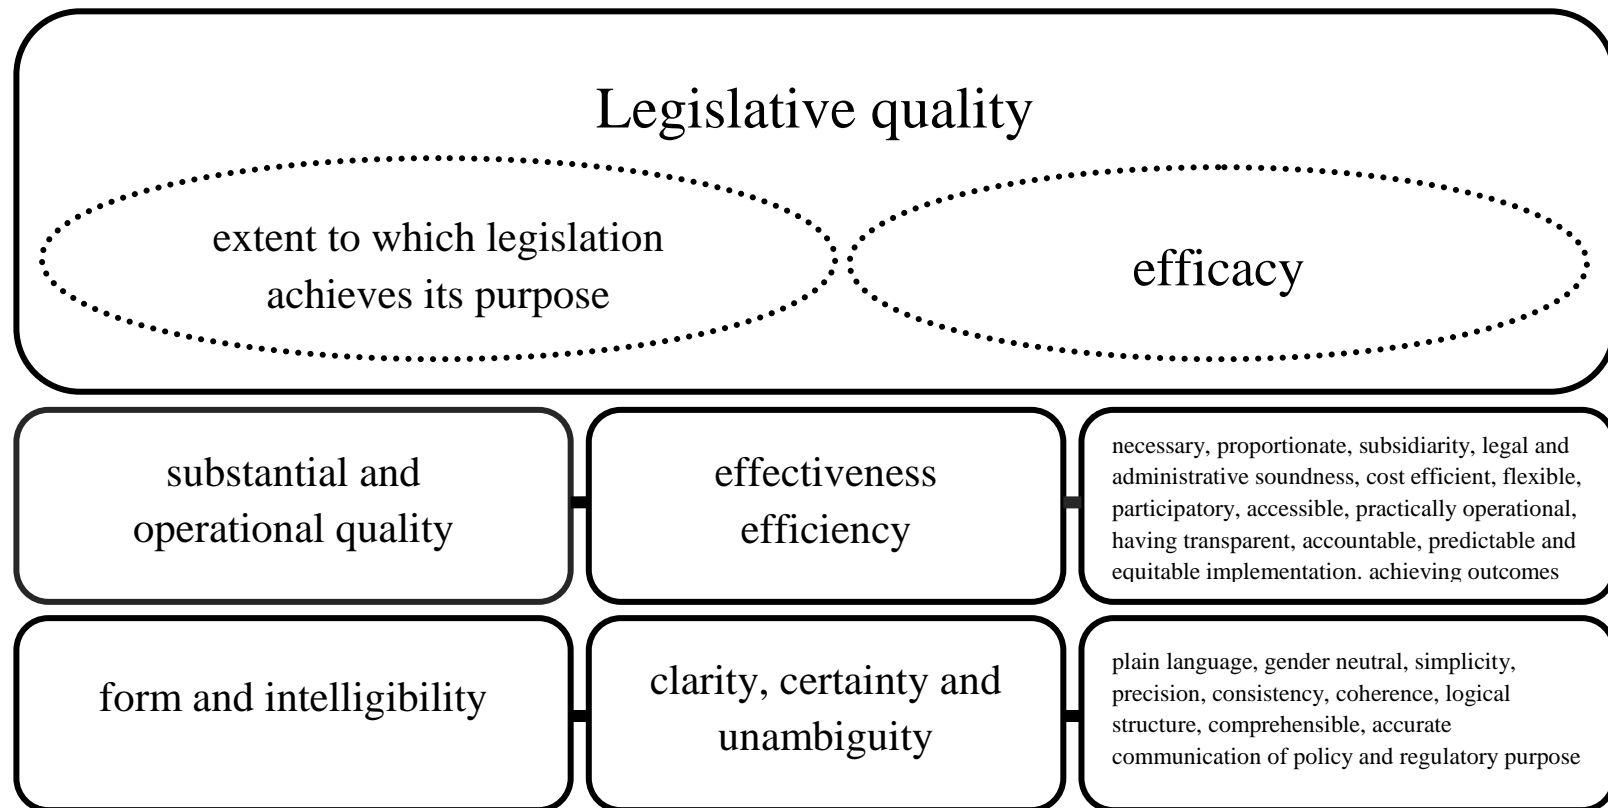 Legislative quality
extent to which legislation
achieves its purpose
efficacy
substantial and
operational quality
effectiveness
efficiency
necessary, proportionate, subsidiarity, legal and
administrative soundness, cost efficient, flexible,
participatory, accessible, practically operational,
having transparent, accountable, predictable and
equitable implementation. achieving outcomes
form and intelligibility
clarity, certainty and
unambiguity
plain language, gender neutral, simplicity,
precision, consistency, coherence, logical
structure, comprehensible, accurate
communication of policy and regulatory purpose